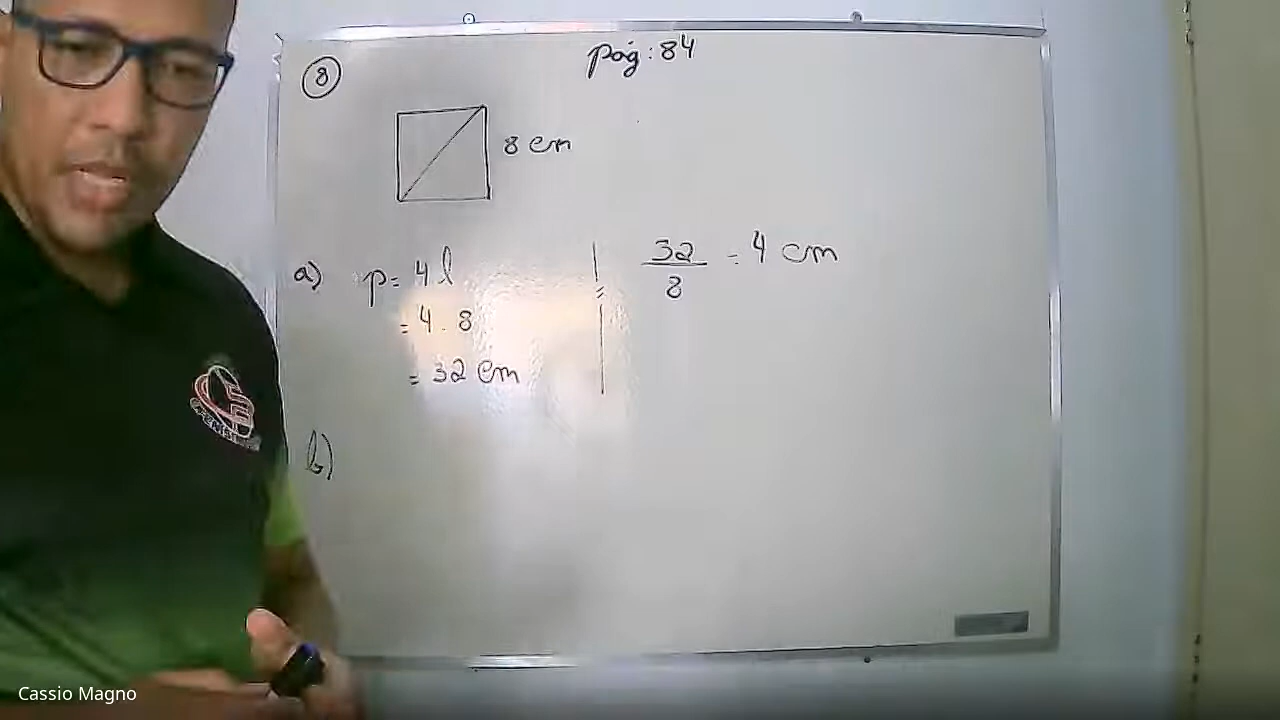 pág: 84
8
8 cm
a) p = 4 l
= 4 . 8
= 32 cm
32
8
= 4 cm
b)
Cassio Magno